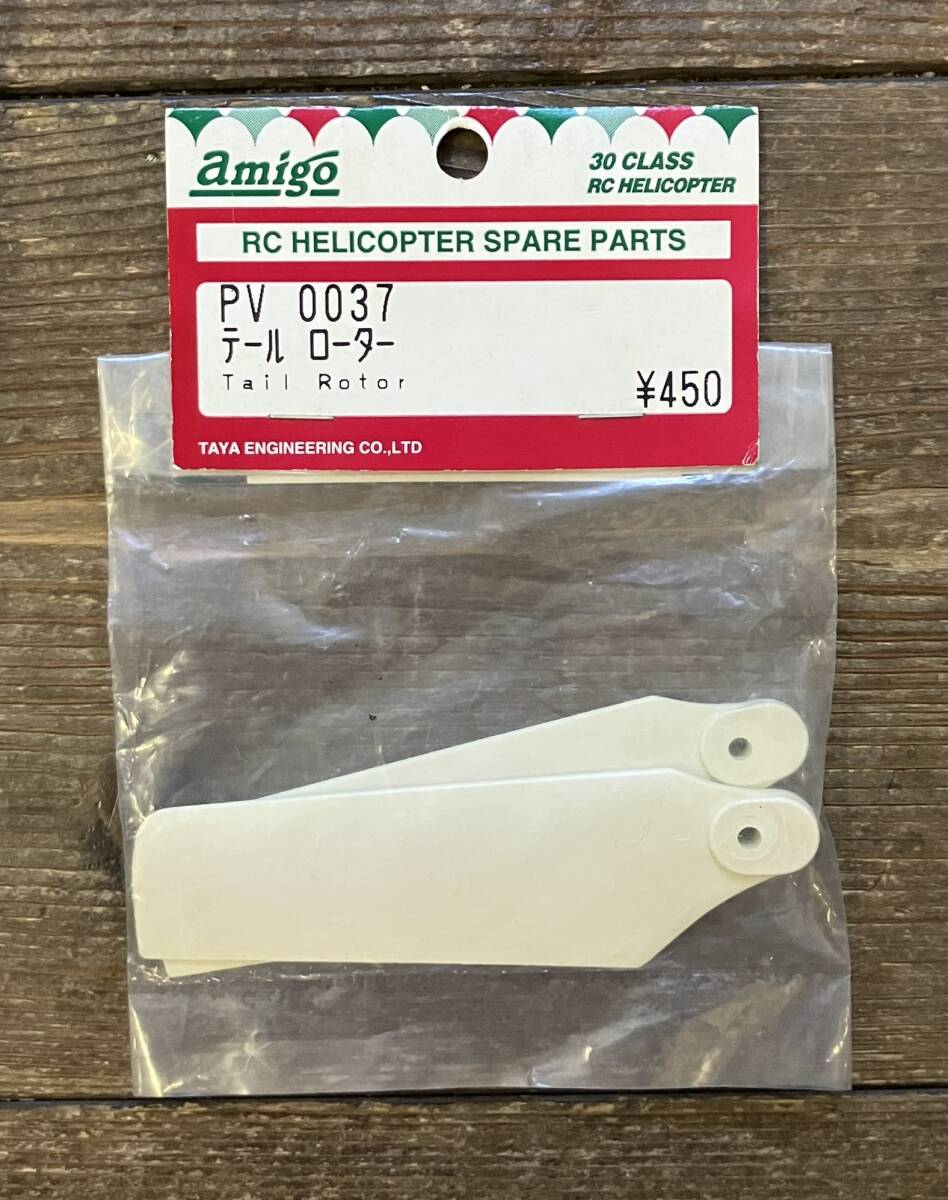 amigo
30 CLASS
RC HELICOPTER
RC HELICOPTER SPARE PARTS
PV 0037
テール ローター
Tail Rotor
¥450
TAYA ENGINEERING CO.,LTD